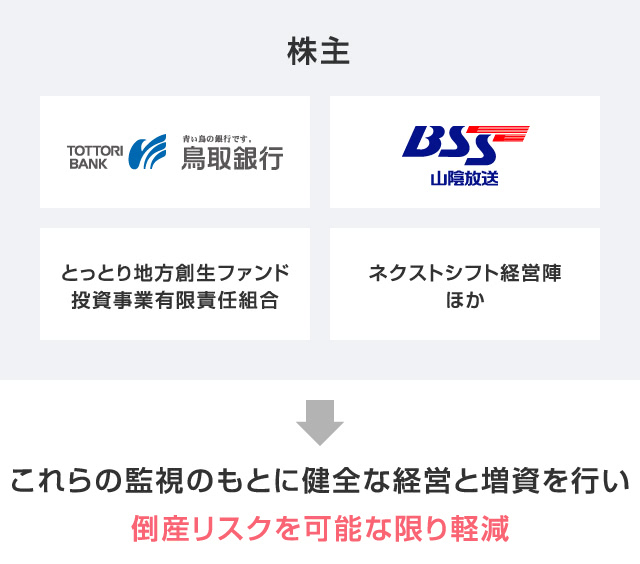 株主
TOTTORI
BANK
青い鳥の銀行です。
鳥取銀行
BSS
山陰放送
とっとり地方創生ファンド
投資事業有限責任組合
ネクストシフト経営陣
ほか
これらの監視のもとに健全な経営と増資を行い
倒産リスクを可能な限り軽減